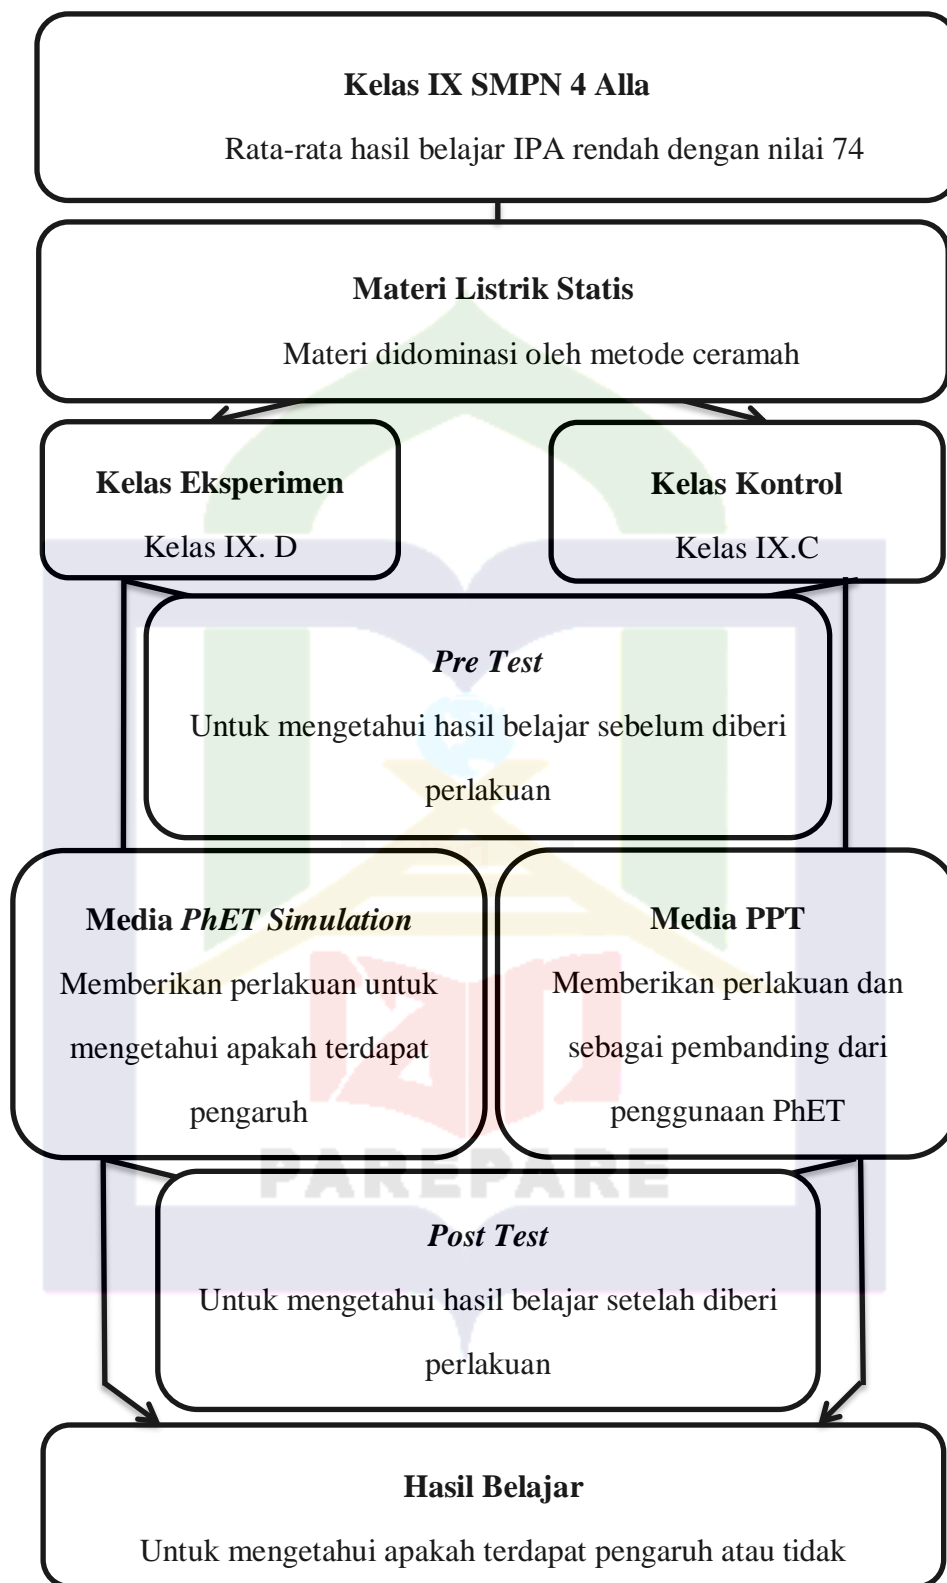 Kelas IX SMPN 4 Alla
Rata-rata hasil belajar IPA rendah dengan nilai 74
Materi Listrik Statis
Materi didominasi oleh metode ceramah
Kelas Eksperimen
Kelas IX. D
Kelas Kontrol
Kelas IX.C
Pre Test
Untuk mengetahui hasil belajar sebelum diberi
perlakuan
Media PhET Simulation
Memberikan perlakuan untuk
mengetahui apakah terdapat
pengaruh
Media PPT
Memberikan perlakuan dan
sebagai pembanding dari
penggunaan PhET
PAREPARE
Post Test
Untuk mengetahui hasil belajar setelah diberi
perlakuan
Hasil Belajar
Untuk mengetahui apakah terdapat pengaruh atau tidak